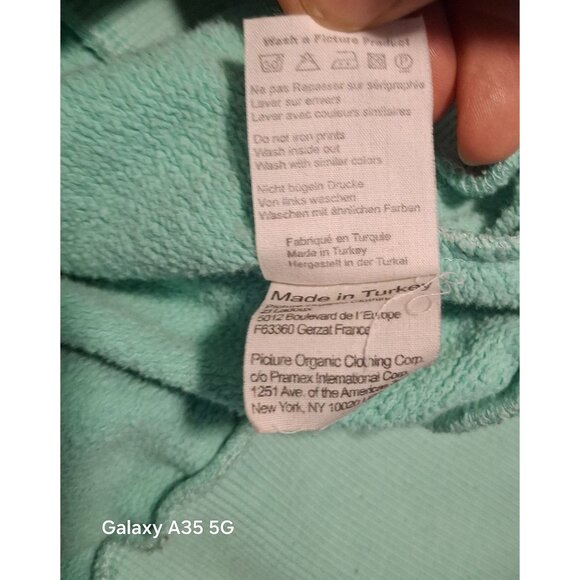 Wash a Picture Product
Ne pas Repasser sur sérigraphie
Laver sur envers
Laver avec couleurs similaires
Do not iron prints
Wash inside out
Wash with similar colors
Nicht bügeln Drucke
Von links waschen
Waschen mit ähnlichen Farben
Fabriqué en Turquie
Made in Turkey
Hergestellt in der Turkai
Made in Turkey
ZI Ladoux
5012 Boulevard de l'Europe
F63360 Gerzat France
Picture Organic Clothing Corp.
c/o Pramex International Corp.
1251 Ave. of the Americas
New York, NY 10020
Galaxy A35 5G